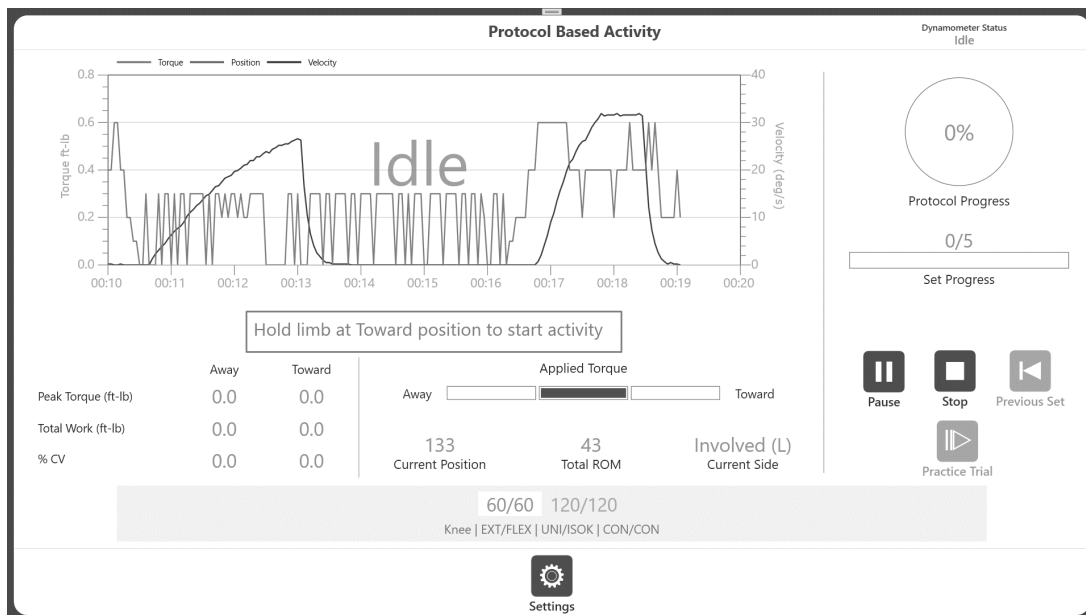 Protocol Based Activity
Dynamometer Status
Idle
Torque Position Velocity
0.8
0.6
0.4
0.2
0.0
Torque ft-lb
Idle
40
30
20
10
0
Velocity (deg/s)
00:10 00:11 00:12 00:13 00:14 00:15 00:16 00:17 00:18 00:19 00:20
0%
Protocol Progress
0/5
Set Progress
Hold limb at Toward position to start activity
Away Toward
Peak Torque (ft-lb) 0.0 0.0
Total Work (ft-lb) 0.0 0.0
% CV 0.0 0.0
Applied Torque
Away Toward
133 43 Involved (L)
Current Position Total ROM Current Side
Pause Stop Previous Set
Practice Trial
60/60 120/120
Knee | EXT/FLEX | UNI/ISOK | CON/CON
Settings